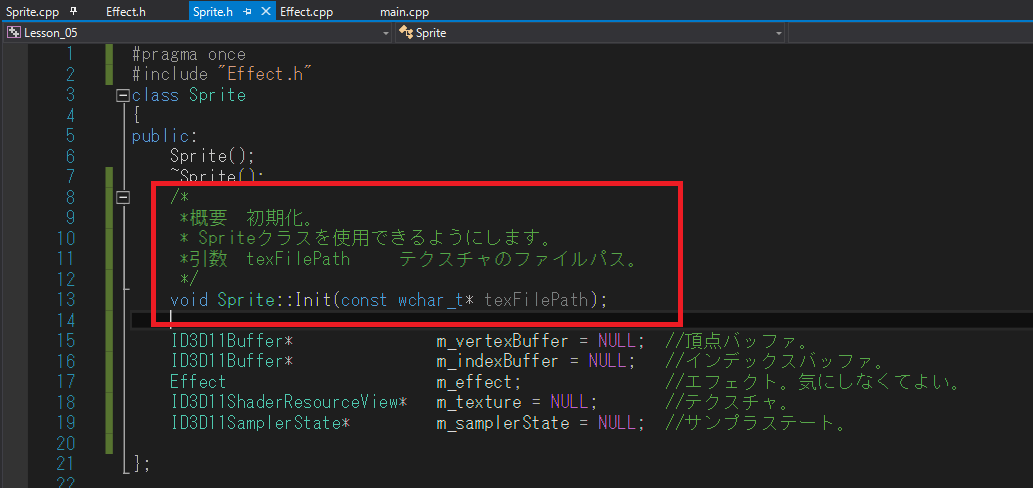 Sprite.cpp Effect.h Sprite.h Effect.cpp main.cpp
Lesson_05 Sprite
1 #pragma once
2 #include "Effect.h"
3 class Sprite
4 {
5 public:
6 Sprite();
7 ~Sprite();
8 /*
9 *概要 初期化。
10 * Spriteクラスを使用できるようにします。
11 *引数 texFilePath テクスチャのファイルパス。
12 */
13 void Sprite::Init(const wchar_t* texFilePath);
14
15 ID3D11Buffer* m_vertexBuffer = NULL; //頂点バッファ。
16 ID3D11Buffer* m_indexBuffer = NULL; //インデックスバッファ。
17 Effect m_effect; //エフェクト。気にしなくてよい。
18 ID3D11ShaderResourceView* m_texture = NULL; //テクスチャ。
19 ID3D11SamplerState* m_samplerState = NULL; //サンプラステート。
20
21 };
22